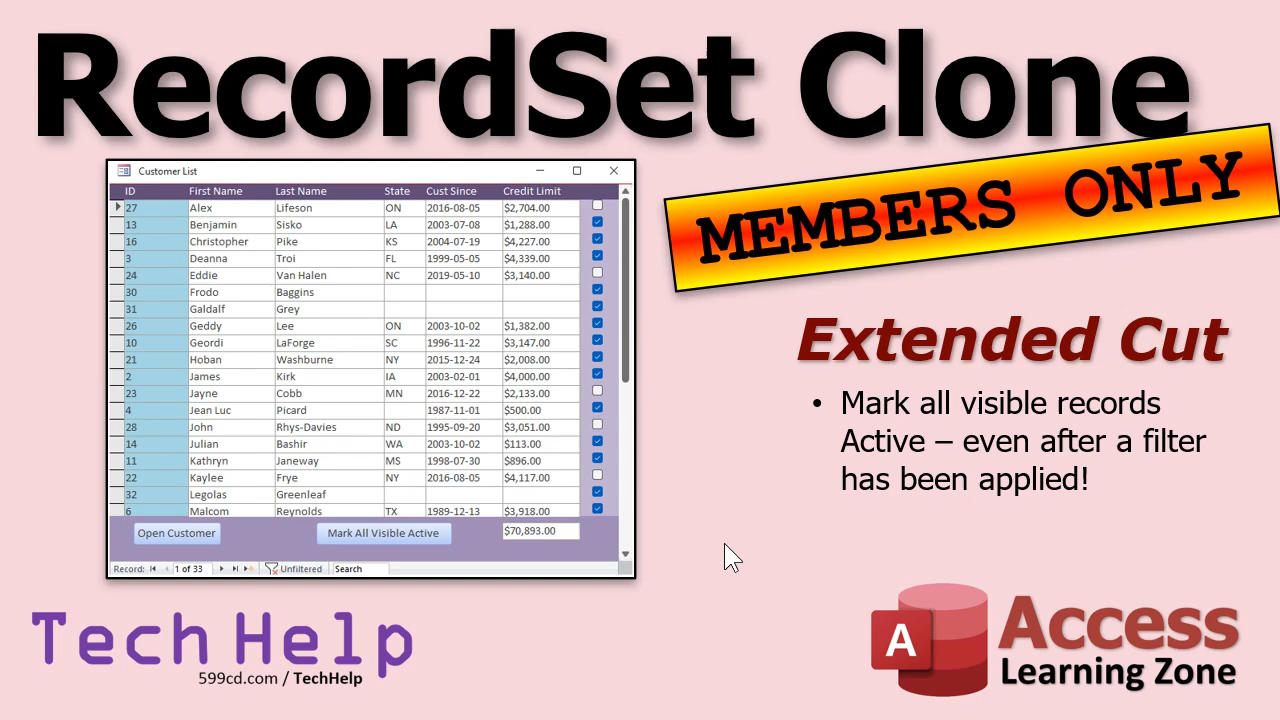 RecordSet Clone
MEMBERS ONLY
Customer List
ID First Name Last Name State Cust Since Credit Limit
27 Alex Lifeson ON 2016-08-05 $2,704.00
13 Benjamin Sisko LA 2003-07-08 $1,288.00
16 Christopher Pike KS 2004-07-19 $4,227.00
3 Deanna Troi FL 1999-05-05 $4,339.00
24 Eddie Van Halen NC 2019-05-10 $3,140.00
30 Frodo Baggins
31 Galdalf Grey
26 Geddy Lee ON 2003-10-02 $1,382.00
10 Geordi LaForge SC 1996-11-22 $3,147.00
21 Hoban Washburne NY 2015-12-24 $2,008.00
2 James Kirk IA 2003-02-01 $4,000.00
23 Jayne Cobb MN 2016-12-22 $2,133.00
4 Jean Luc Picard 1987-11-01 $500.00
28 John Rhys-Davies ND 1995-09-20 $3,051.00
14 Julian Bashir WA 2003-10-02 $113.00
11 Kathryn Janeway MS 1998-07-30 $896.00
22 Kaylee Frye NY 2016-08-05 $4,117.00
32 Legolas Greenleaf
6 Malcom Reynolds TX 1989-12-13 $3,918.00
Open Customer Mark All Visible Active $70,893.00
Record: 1 of 33 Unfiltered Search
Extended Cut
• Mark all visible records
Active – even after a filter
has been applied!
TechHelp
599cd.com / TechHelp
A
Access
Learning Zone